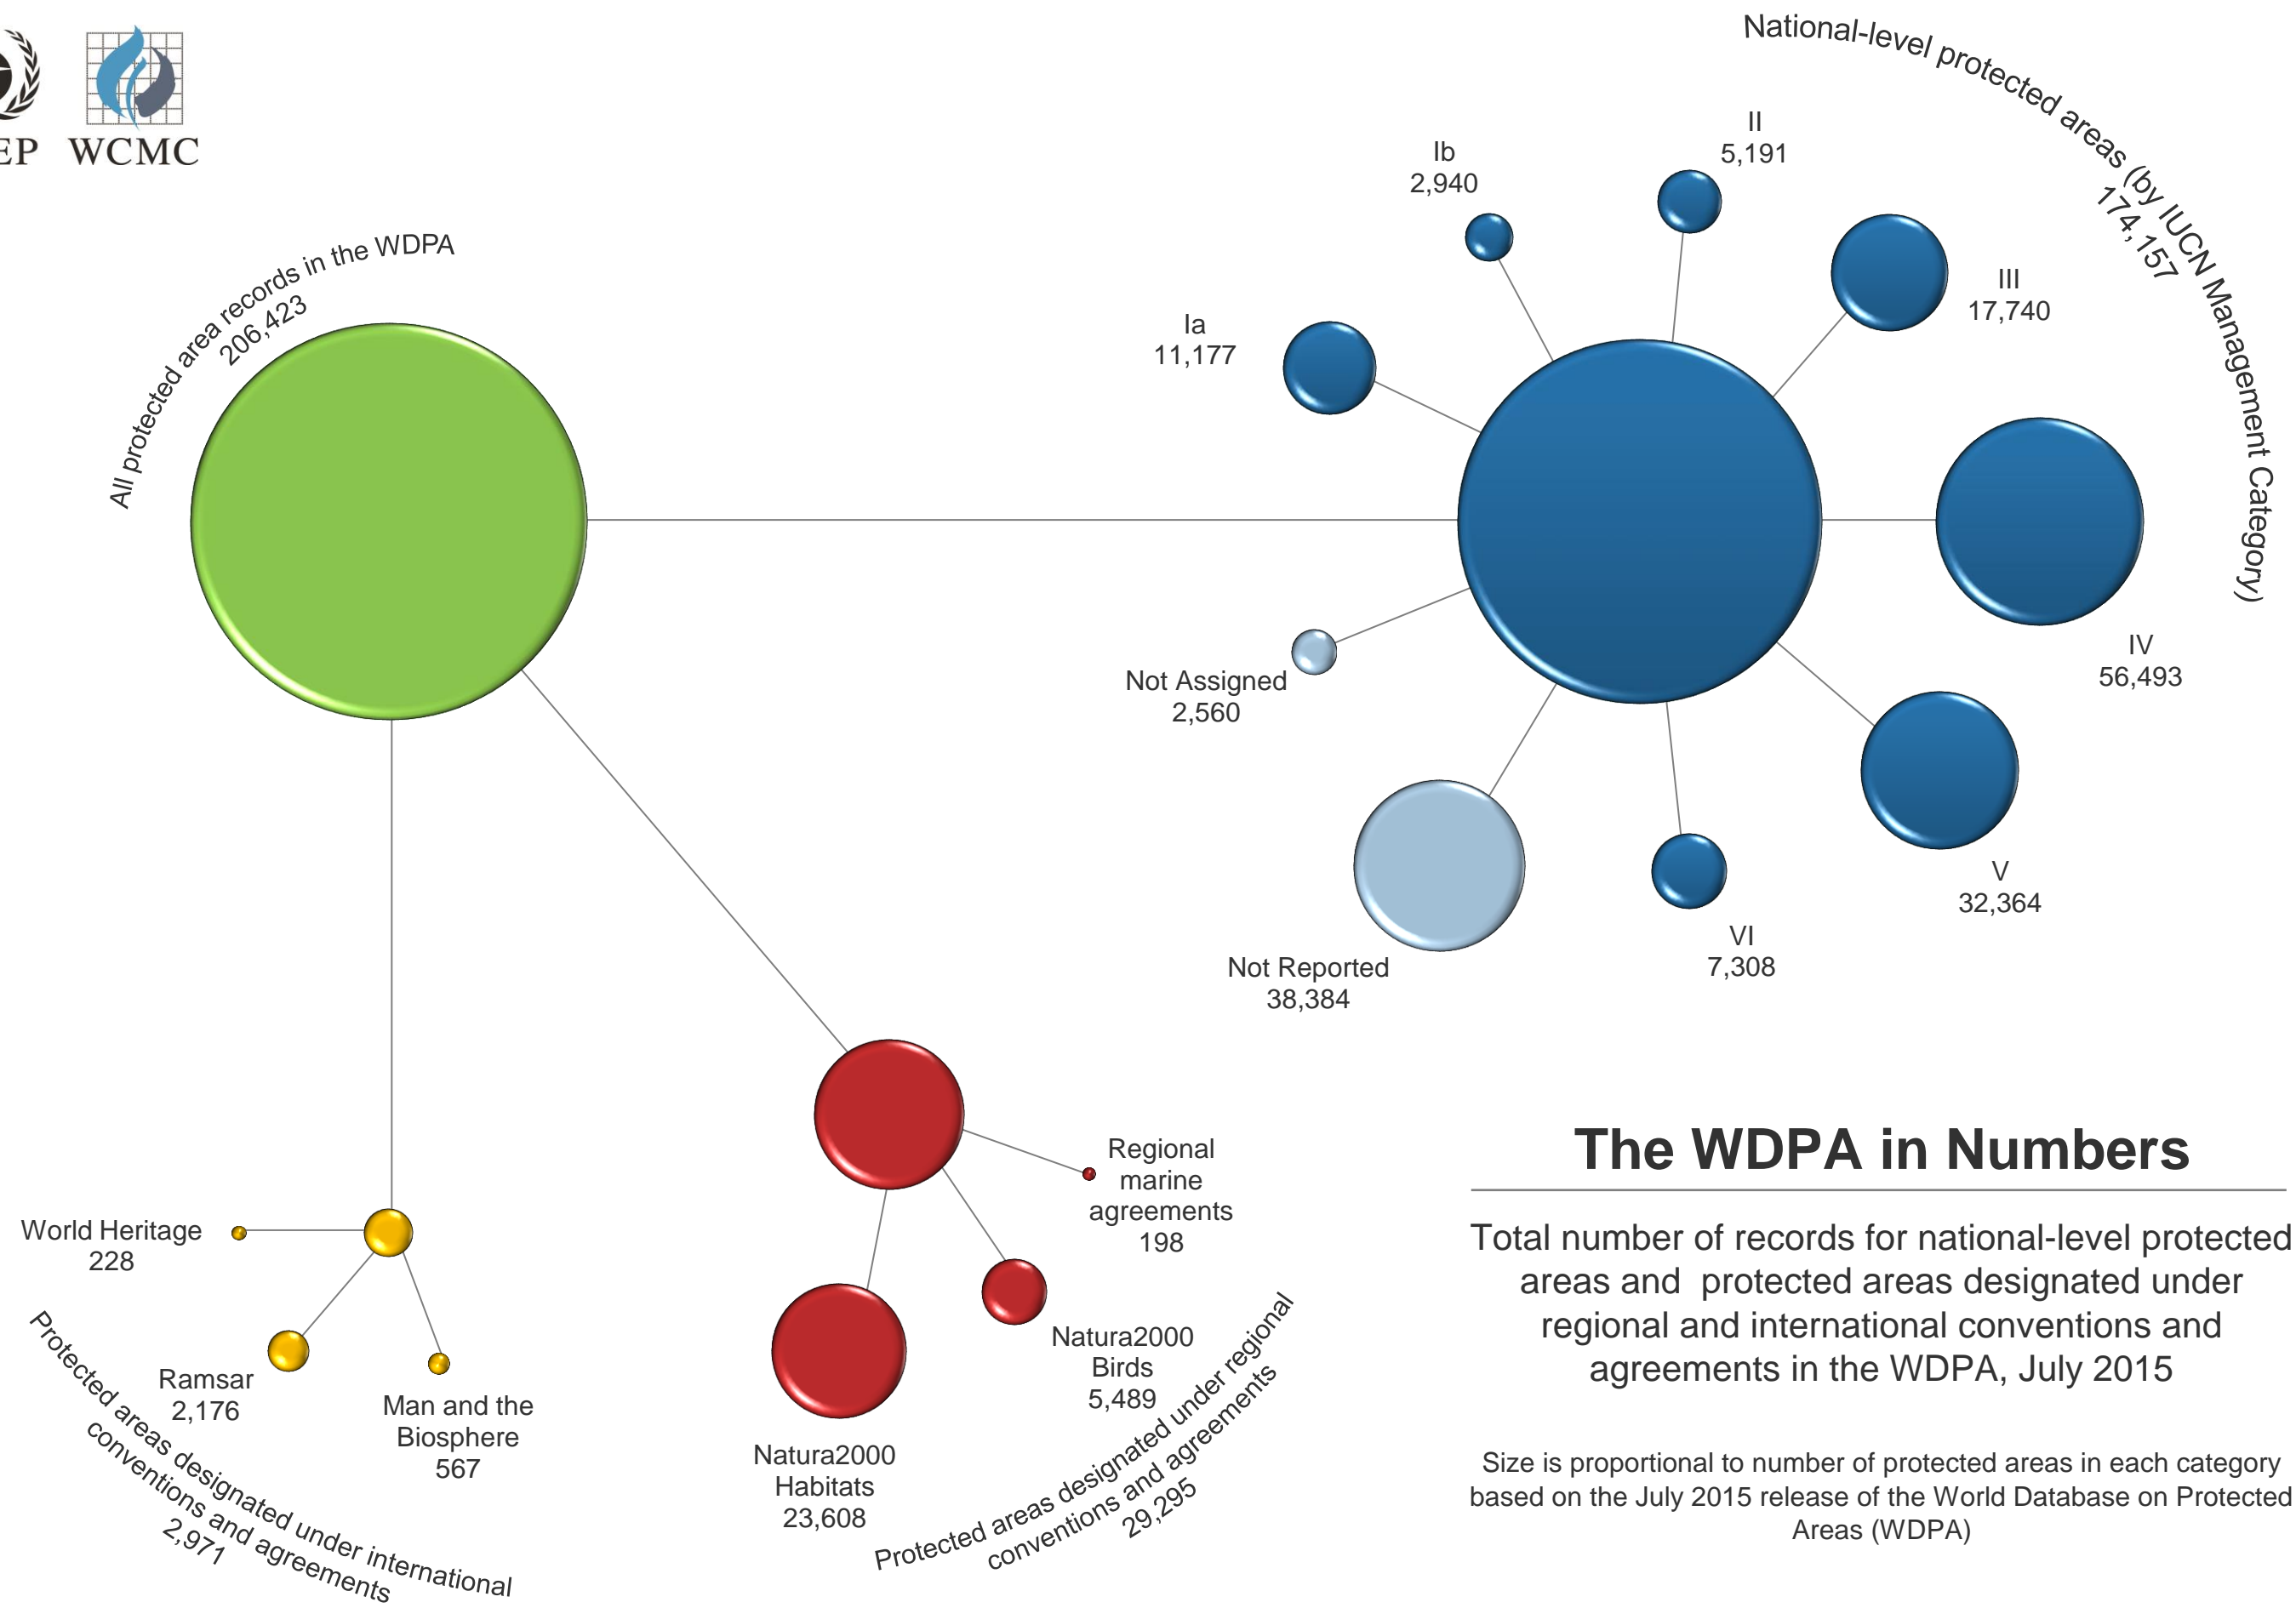 EP WCMC
All protected area records in the WDPA
206,423
National-level protected areas (by IUCN Management Category)
174,157
Ia
11,177
Ib
2,940
II
5,191
III
17,740
IV
56,493
V
32,364
VI
7,308
Not Reported
38,384
Not Assigned
2,560
World Heritage
228
Ramsar
2,176
Man and the
Biosphere
567
Protected areas designated under international
conventions and agreements
2,971
Regional
marine
agreements
198
Natura2000
Birds
5,489
Natura2000
Habitats
23,608
Protected areas designated under regional
conventions and agreements
29,295
The WDPA in Numbers
Total number of records for national-level protected
areas and  protected areas designated under
regional and international conventions and
agreements in the WDPA, July 2015
Size is proportional to number of protected areas in each category
based on the July 2015 release of the World Database on Protected
Areas (WDPA)